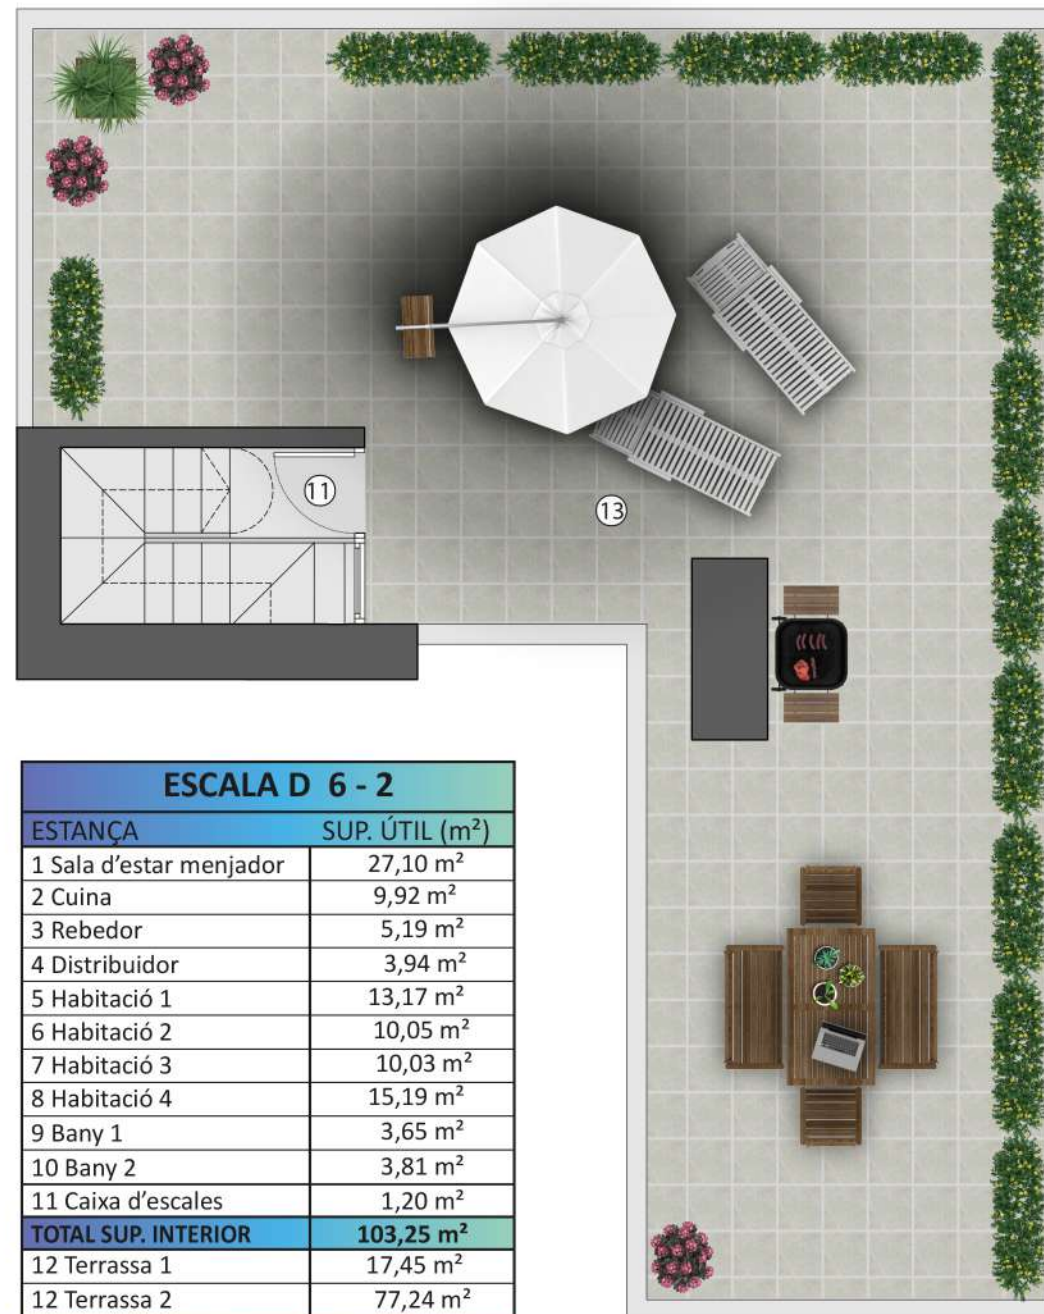 11
13
ESCALA D 6 - 2
ESTANÇA SUP. ÚTIL (m²)
1 Sala d'estar menjador 27,10 m²
2 Cuina 9,92 m²
3 Rebedor 5,19 m²
4 Distribuidor 3,94 m²
5 Habitació 1 13,17 m²
6 Habitació 2 10,05 m²
7 Habitació 3 10,03 m²
8 Habitació 4 15,19 m²
9 Bany 1 3,65 m²
10 Bany 2 3,81 m²
11 Caixa d'escales 1,20 m²
TOTAL SUP. INTERIOR 103,25 m²
12 Terrassa 1 17,45 m²
12 Terrassa 2 77,24 m²